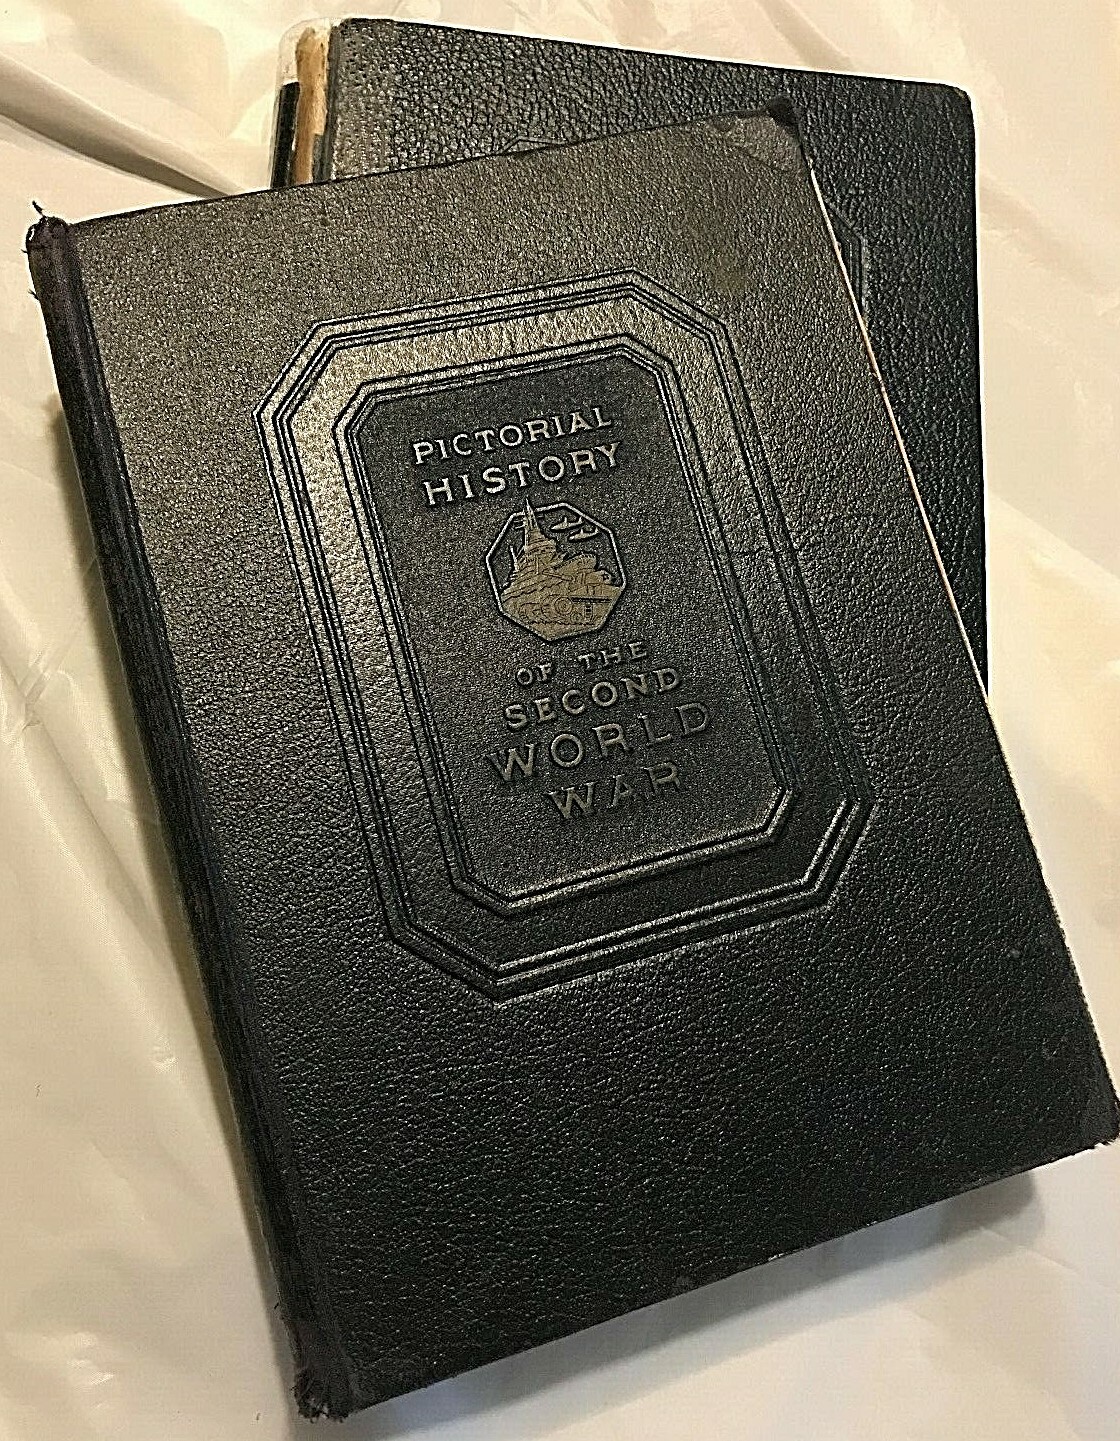 PICTORIAL
HISTORY
OF THE
SECOND
WORLD
WAR